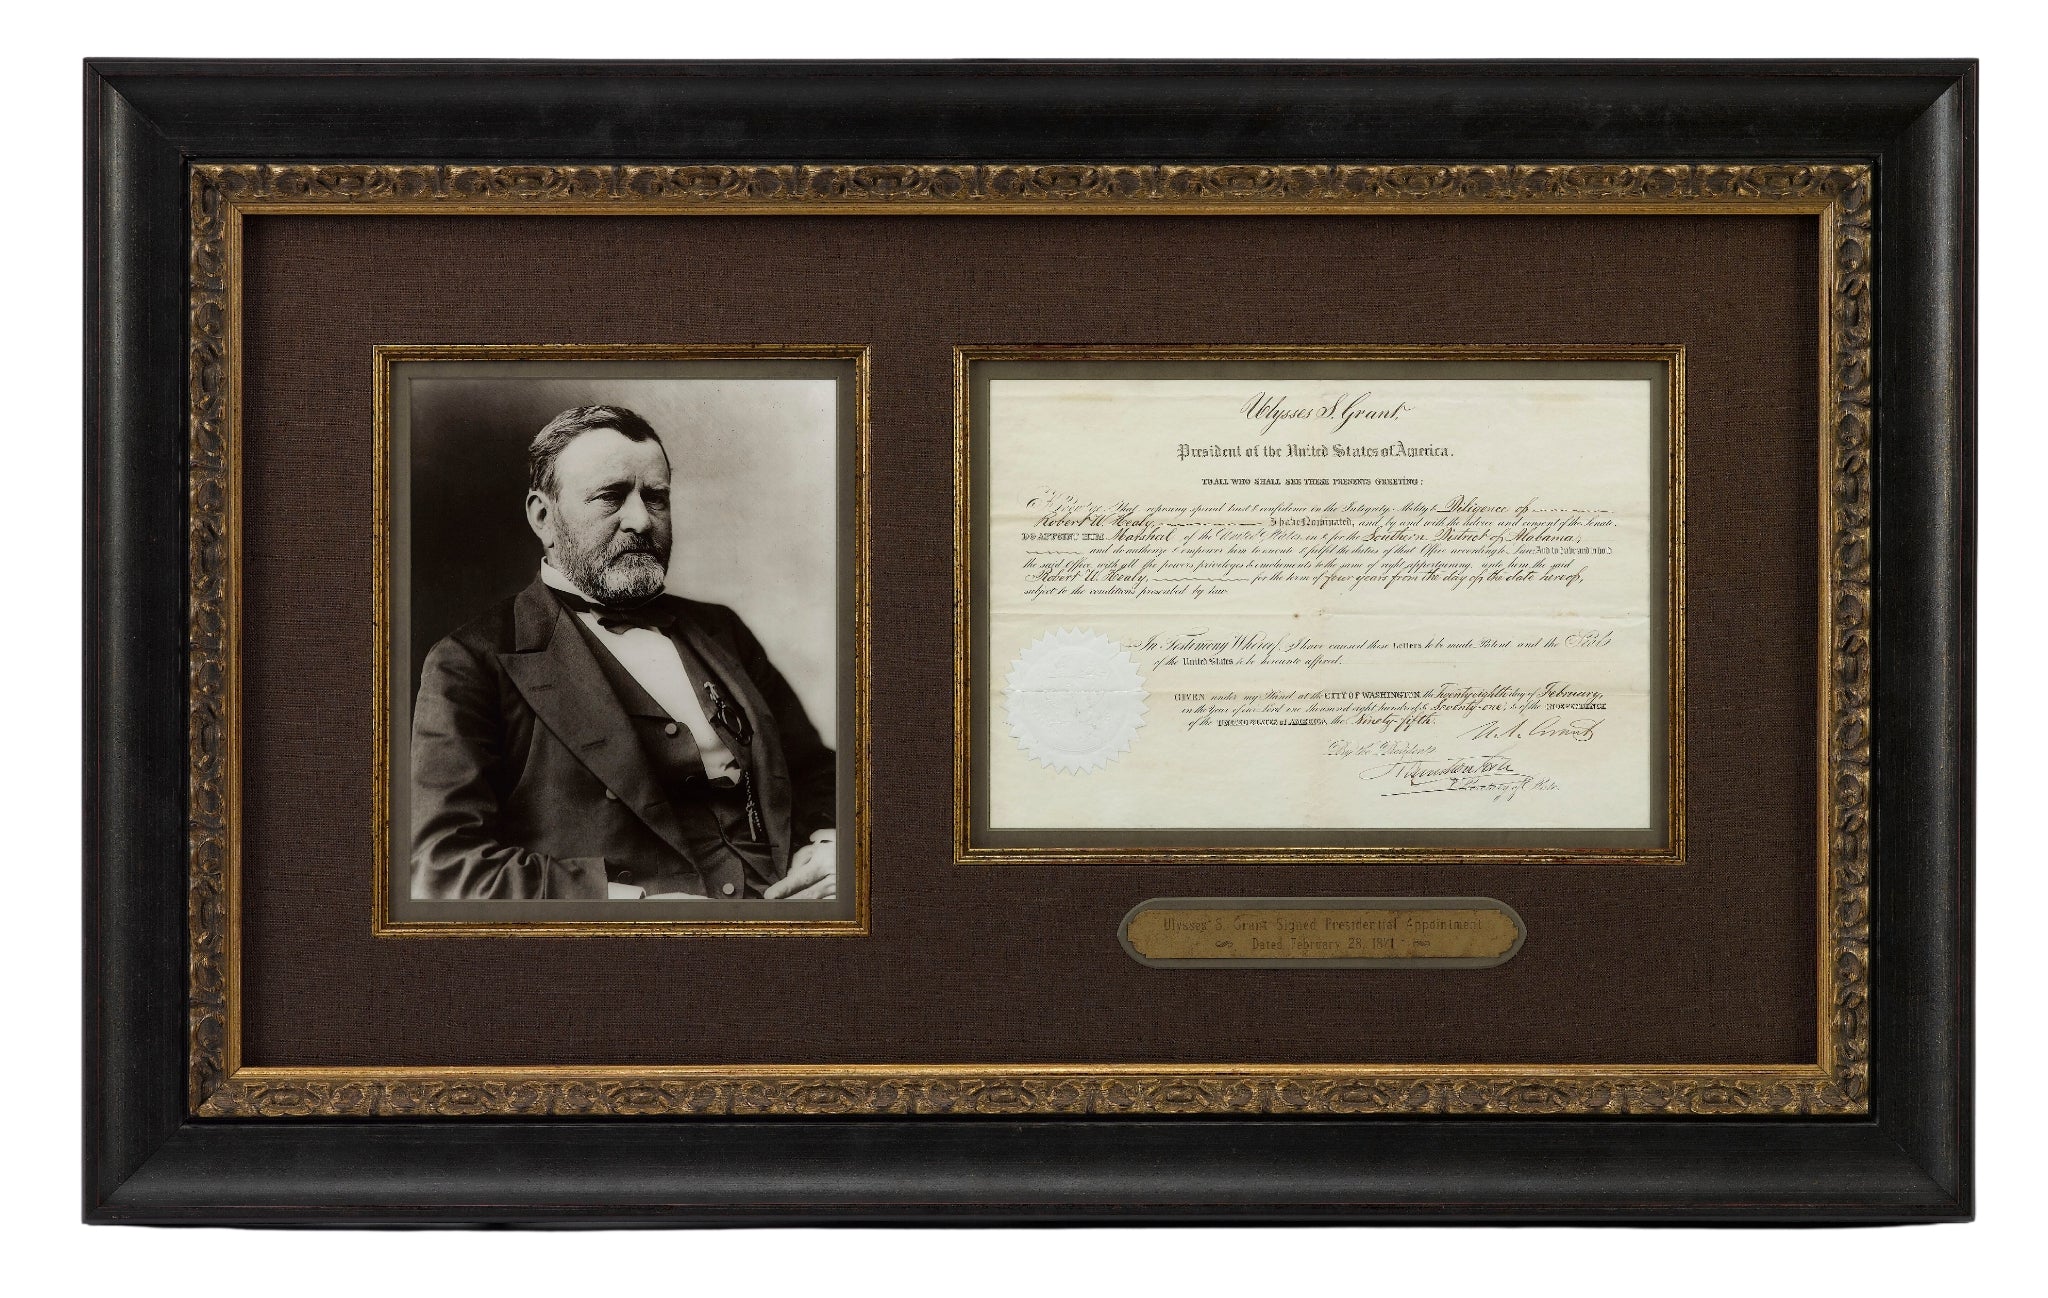 Ulysses S. Grant,
President of the United States of America.
TO ALL WHO SHALL SEE THESE PRESENTS GREETING:
Know Ye, That reposing special trust & confidence in the Integrity Ability & Diligence of
Robert W. Healy, I have Nominated, and, by and with the advice and consent of the Senate
DO APPOINT HIM Marshal of the United States in & for the Southern District of Alabama,
and do authorize & empower him to execute & fulfil the duties of that Office according to Law, And to have and hold
the said Office with all the powers privileges & emoluments to the same of right appertaining unto him the said
Robert W. Healy, for the term of four years from the day of the date hereof,
subject to the conditions prescribed by law.
In Testimony Whereof, I have caused these Letters to be made Patent and the Seal
of the United States to be hereunto affixed.
GIVEN under my Hand at the CITY OF WASHINGTON, the Twenty eighth day of February,
in the Year of our Lord one thousand eight hundred & Seventy-one, & of the INDEPENDENCE
of the UNITED STATES OF AMERICA, the Ninety-fifth.
U. S. Grant
By the President
Secretary of State.
Ulysses S. Grant Signed Presidential Appointment
Dated February 28, 1871